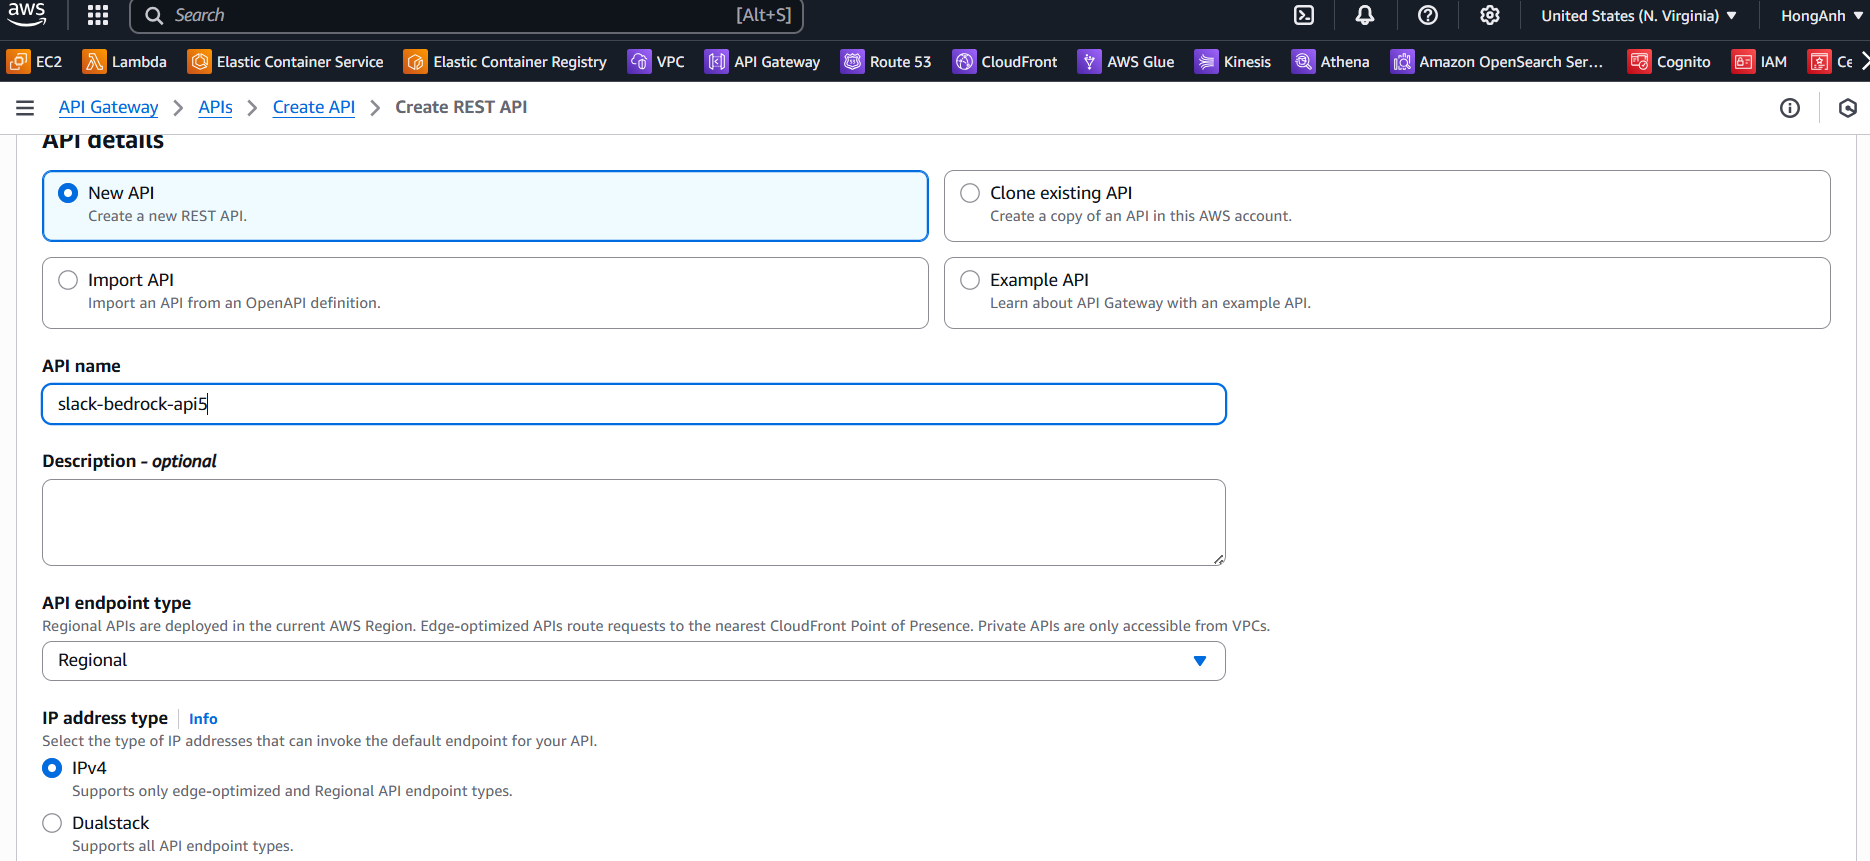 aws
Search [Alt+S] United States (N. Virginia) HongAnh
EC2 Lambda Elastic Container Service Elastic Container Registry VPC API Gateway Route 53 CloudFront AWS Glue Kinesis Athena Amazon OpenSearch Ser... Cognito IAM Ce
API Gateway APIs Create API Create REST API
API details
New API
Create a new REST API.
Clone existing API
Create a copy of an API in this AWS account.
Import API
Import an API from an OpenAPI definition.
Example API
Learn about API Gateway with an example API.
API name
slack-bedrock-api5
Description - optional
API endpoint type
Regional APIs are deployed in the current AWS Region. Edge-optimized APIs route requests to the nearest CloudFront Point of Presence. Private APIs are only accessible from VPCs.
Regional
IP address type Info
Select the type of IP addresses that can invoke the default endpoint for your API.
IPv4
Supports only edge-optimized and Regional API endpoint types.
Dualstack
Supports all API endpoint types.